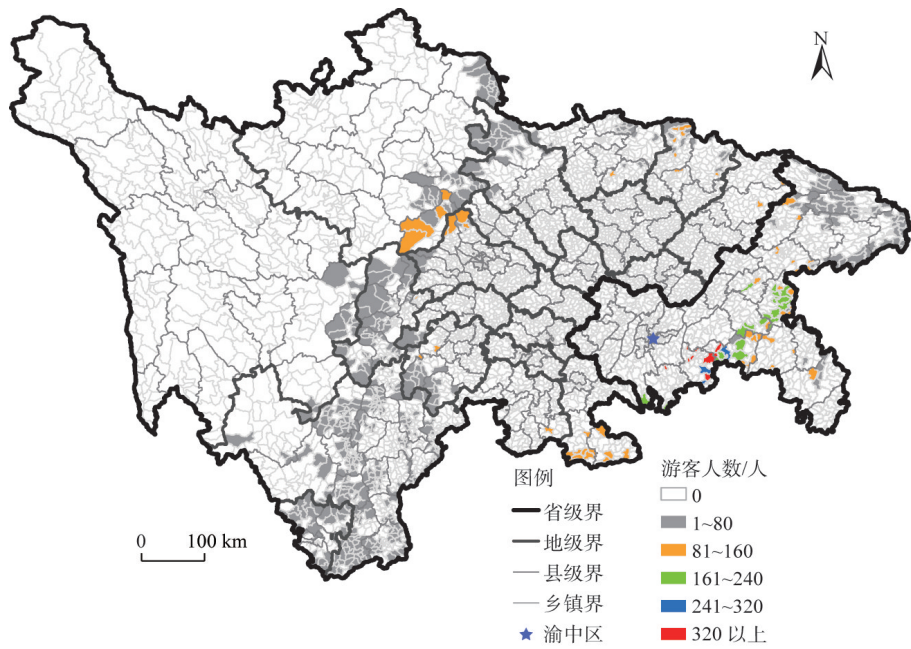 N
图例
省级界
地级界
县级界
乡镇界
渝中区
游客人数/人
0
1~80
81~160
161~240
241~320
320 以上
0 100 km